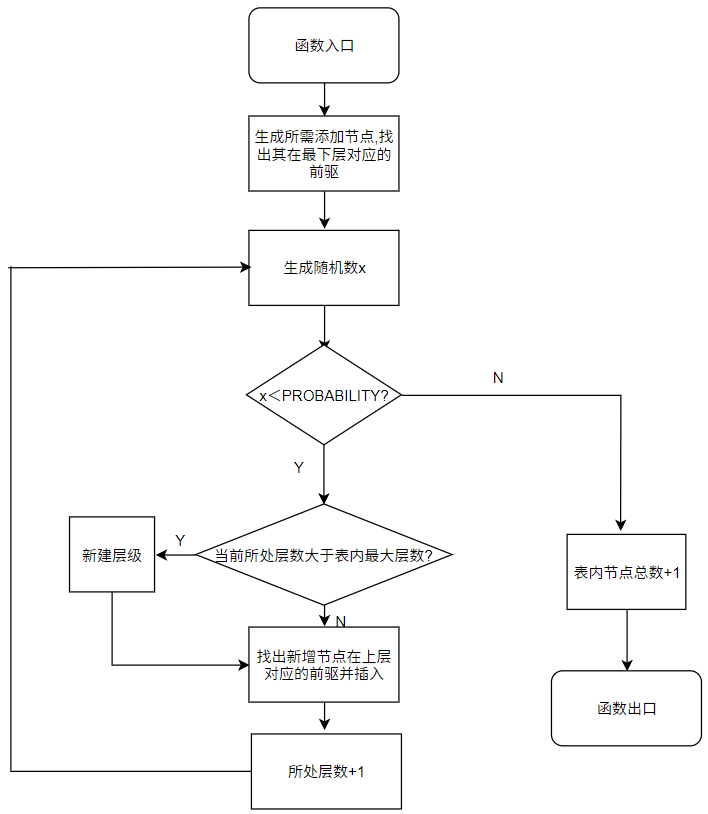 函数入口
生成所需添加节点,找
出其在最下层对应的
前驱
生成随机数x
x＜PROBABILITY?
N
Y
当前所处层数大于表内最大层数?
Y
新建层级
N
找出新增节点在上层
对应的前驱并插入
所处层数+1
表内节点总数+1
函数出口